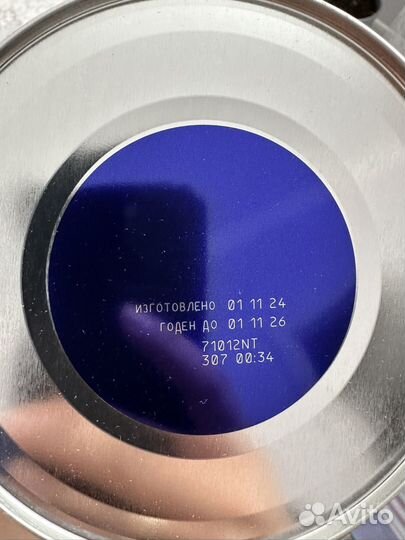 ИЗГОТОВЛЕНО 01 11 24
ГОДЕН ДО 01 11 26
71012NT
307 00:34
Avito